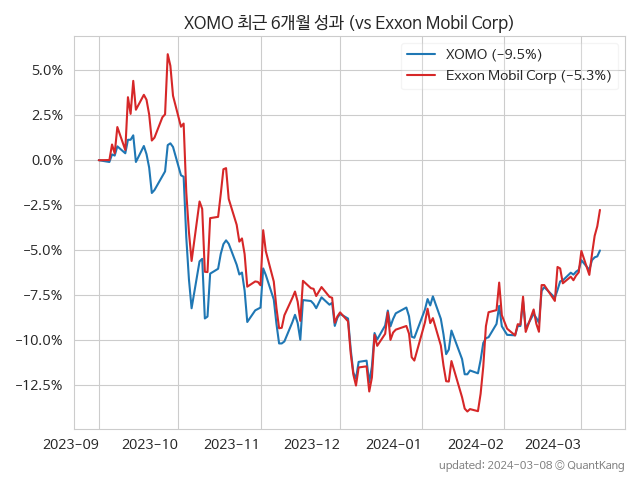 XOMO 최근 6개월 성과 (vs Exxon Mobil Corp)
XOMO (−9.5%)
Exxon Mobil Corp (−5.3%)
5.0%
2.5%
0.0%
−2.5%
−5.0%
−7.5%
−10.0%
−12.5%
2023−09 2023−10 2023−11 2023−12 2024−01 2024−02 2024−03
updated: 2024−03−08 © QuantKang